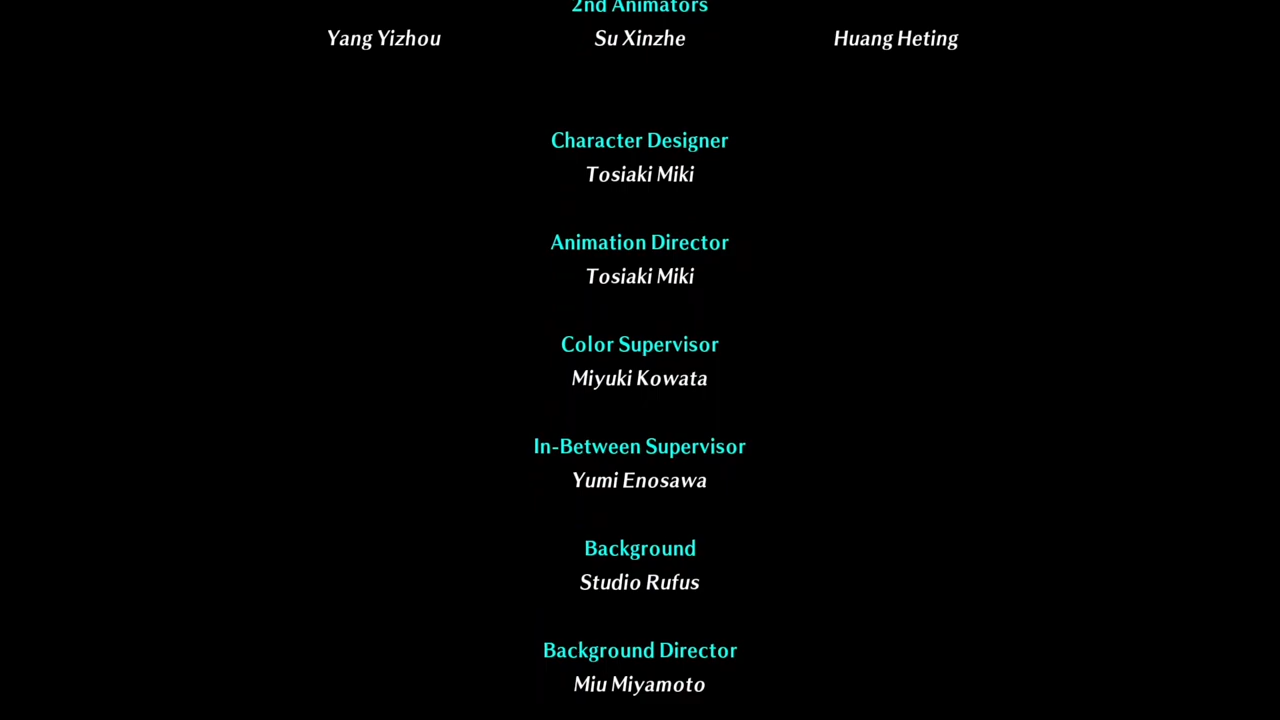 2nd Animators
Yang Yizhou Su Xinzhe Huang Heting
Character Designer
Tosiaki Miki
Animation Director
Tosiaki Miki
Color Supervisor
Miyuki Kowata
In-Between Supervisor
Yumi Enosawa
Background
Studio Rufus
Background Director
Miu Miyamoto